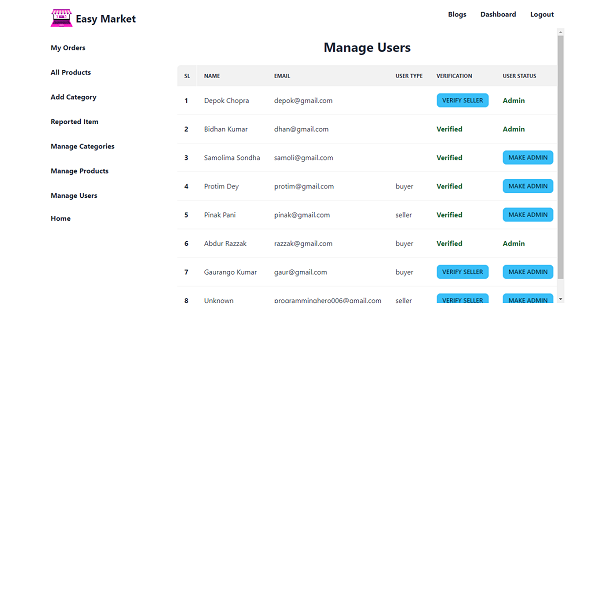 Easy Market
Blogs Dashboard Logout
My Orders
All Products
Add Category
Reported Item
Manage Categories
Manage Products
Manage Users
Home
Manage Users
SL NAME EMAIL USER TYPE VERIFICATION USER STATUS
1 Depok Chopra depok@gmail.com VERIFY SELLER Admin
2 Bidhan Kumar dhan@gmail.com Verified Admin
3 Samolima Sondha samoli@gmail.com Verified MAKE ADMIN
4 Protim Dey protim@gmail.com buyer Verified MAKE ADMIN
5 Pinak Pani pinak@gmail.com seller Verified MAKE ADMIN
6 Abdur Razzak razzak@gmail.com buyer Verified Admin
7 Gaurango Kumar gaur@gmail.com buyer VERIFY SELLER MAKE ADMIN
8 Unknown programminghero006@gmail.com seller VERIFY SELLER MAKE ADMIN